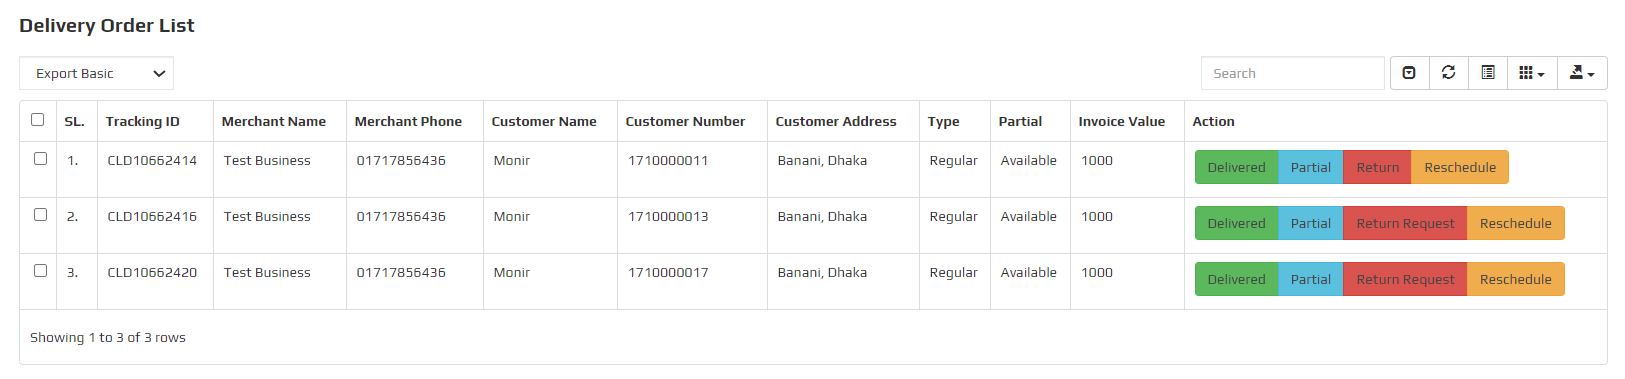 Delivery Order List
Export Basic
Search
SL. Tracking ID Merchant Name Merchant Phone Customer Name Customer Number Customer Address Type Partial Invoice Value Action
1. CLD10662414 Test Business 01717856436 Monir 1710000011 Banani, Dhaka Regular Available 1000 Delivered Partial Return Reschedule
2. CLD10662416 Test Business 01717856436 Monir 1710000013 Banani, Dhaka Regular Available 1000 Delivered Partial Return Request Reschedule
3. CLD10662420 Test Business 01717856436 Monir 1710000017 Banani, Dhaka Regular Available 1000 Delivered Partial Return Request Reschedule
Showing 1 to 3 of 3 rows